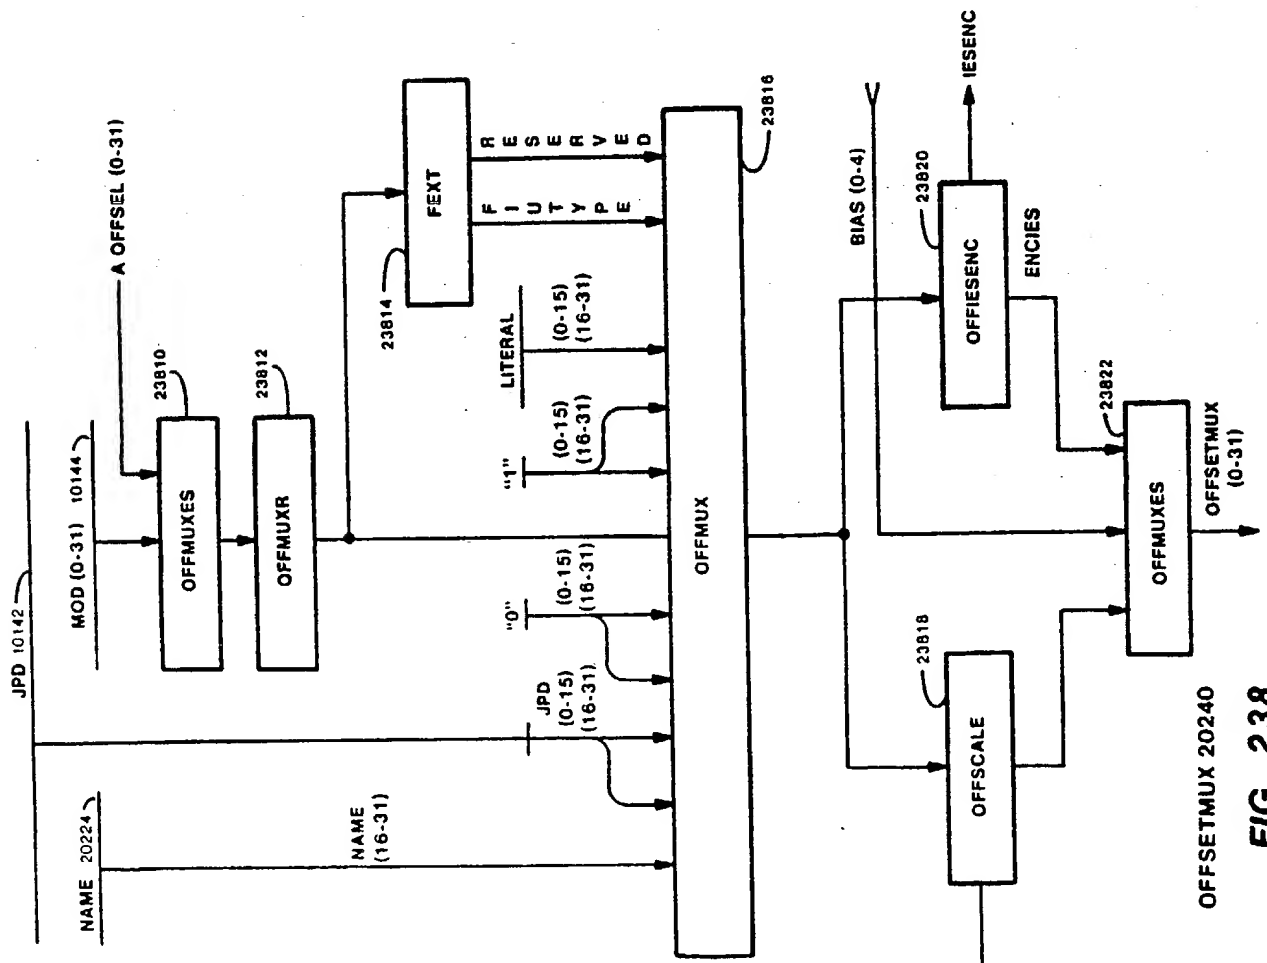 JPD 10142
MOD (0-31) 10144
A OFFSEL (0-31)
23810
OFFMUXES
23812
OFFMUXR
NAME 20224
NAME
(16-31)
JPD
(0-15)
(16-31)
"0"
(0-15)
(16-31)
"1"
(0-15)
(16-31)
LITERAL
(0-15)
(16-31)
23814
FEXT
FIUTYPE
RESERVED
OFFMUX
23816
BIAS (0-4)
IESENC
23818
OFFSCALE
23820
OFFIESENC
ENCIES
23822
OFFMUXES
OFFSETMUX
(0-31)
OFFSETMUX 20240
FIG 238